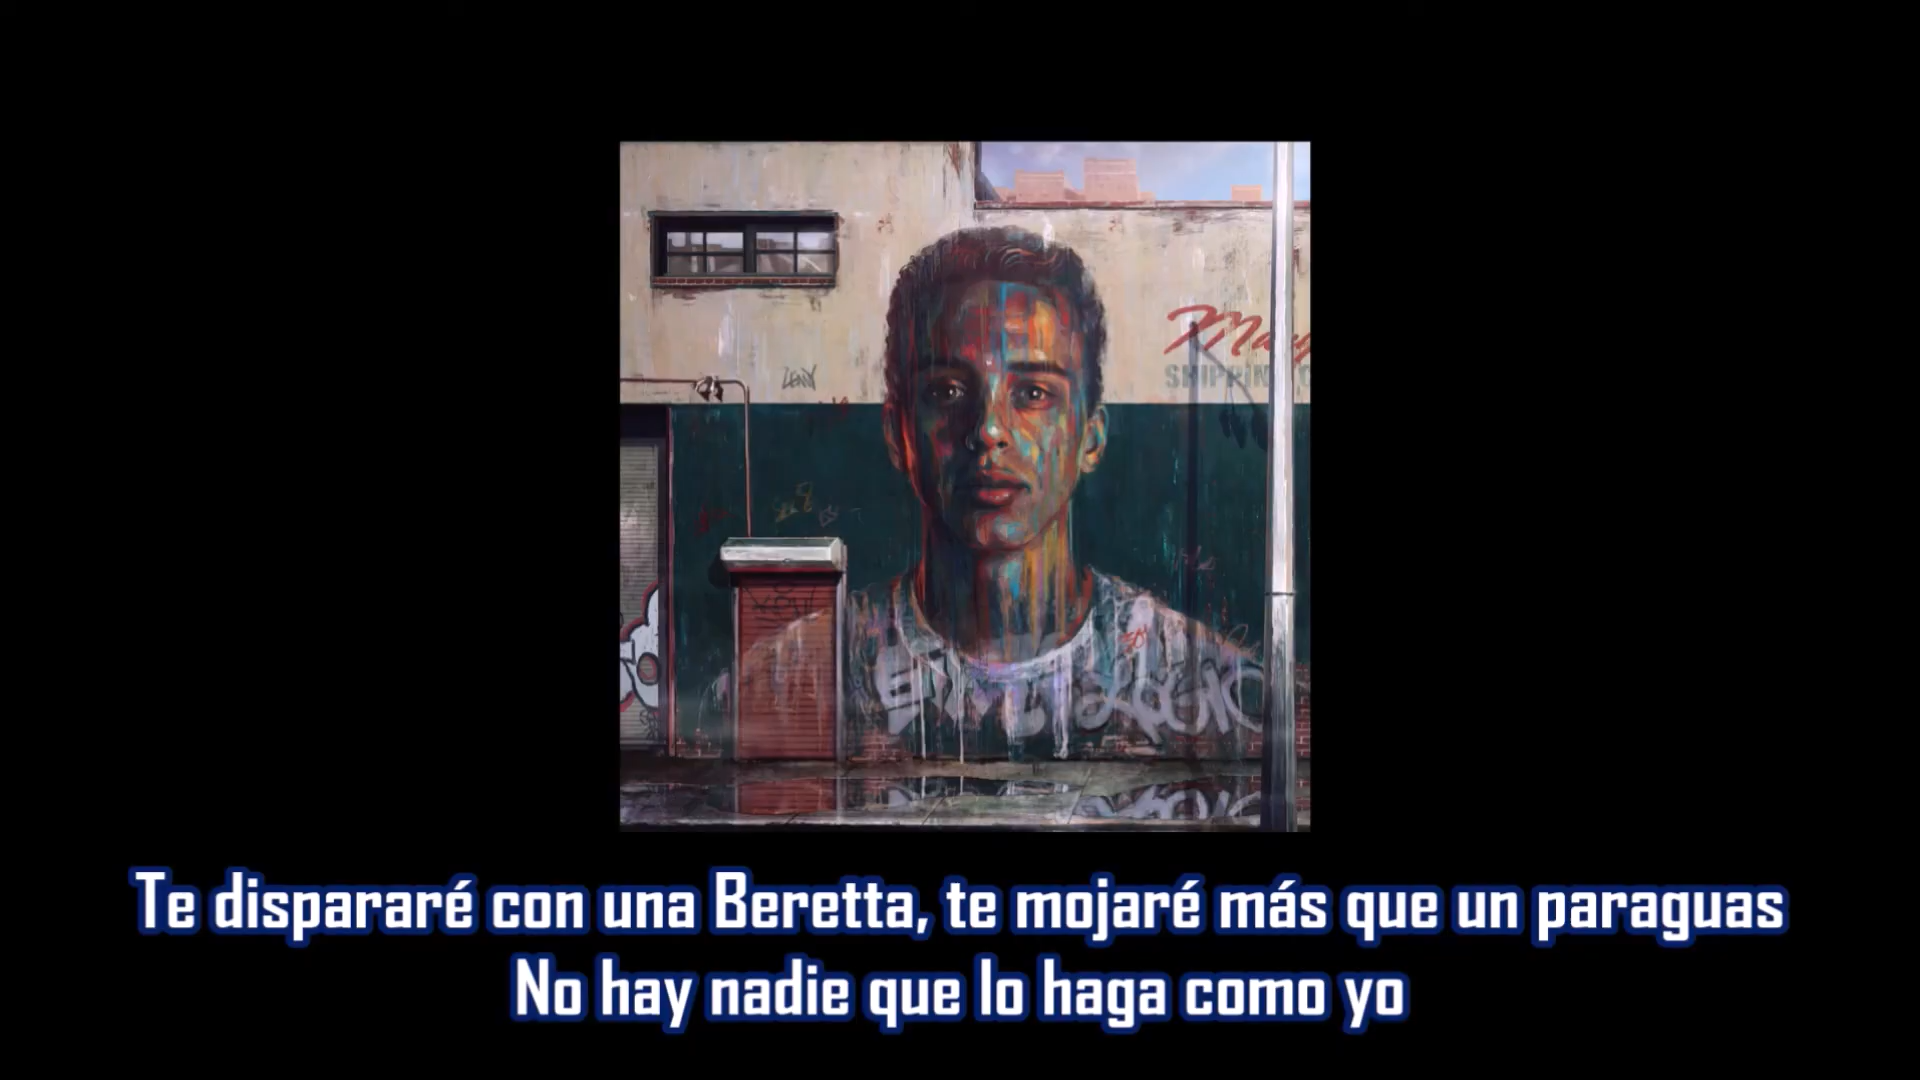 LOGIC
Te dispararé con una Beretta, te mojaré más que un paraguas
No hay nadie que lo haga como yo